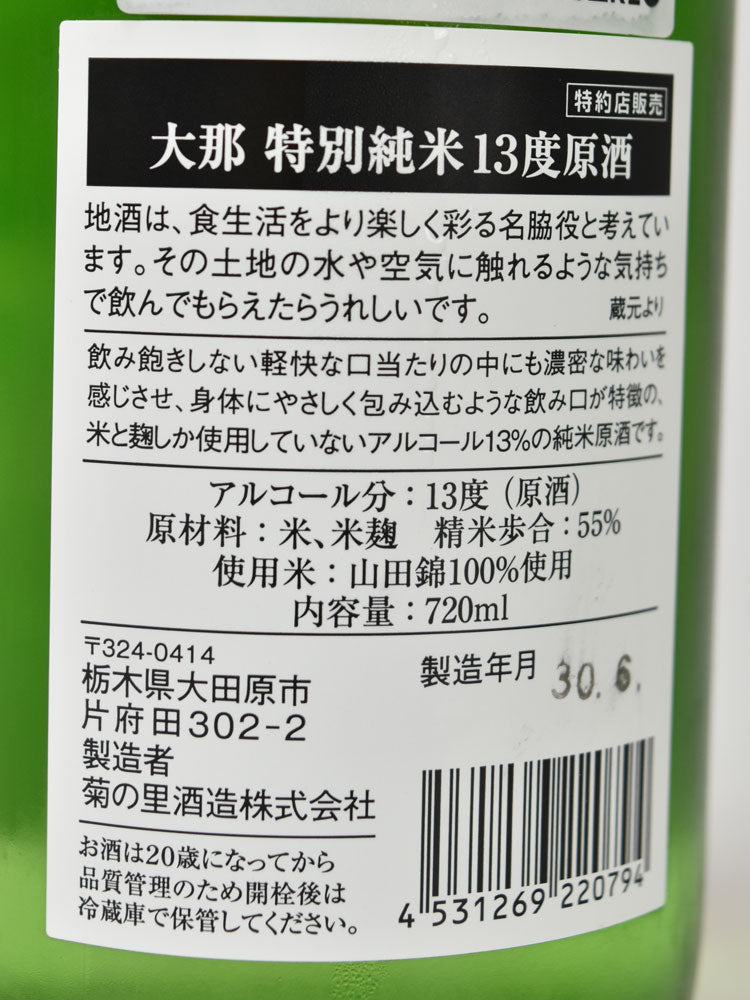 特約店販売
大那 特別純米13度原酒
地酒は、食生活をより楽しく彩る名脇役と考えてい
ます。その土地の水や空気に触れるような気持ち
で飲んでもらえたらうれしいです。 蔵元より
飲み飽きしない軽快な口当たりの中にも濃密な味わいを
感じさせ、身体にやさしく包み込むような飲み口が特徴の、
米と麹しか使用していないアルコール13%の純米原酒です。
アルコール分：13度（原酒）
原材料：米、米麹 精米歩合：55%
使用米：山田錦100%使用
内容量：720ml
〒324-0414
栃木県大田原市
片府田302-2
製造者
菊の里酒造株式会社
製造年月 30.6.
お酒は20歳になってから
品質管理のため開栓後は
冷蔵庫で保管してください。
4 531269 220794